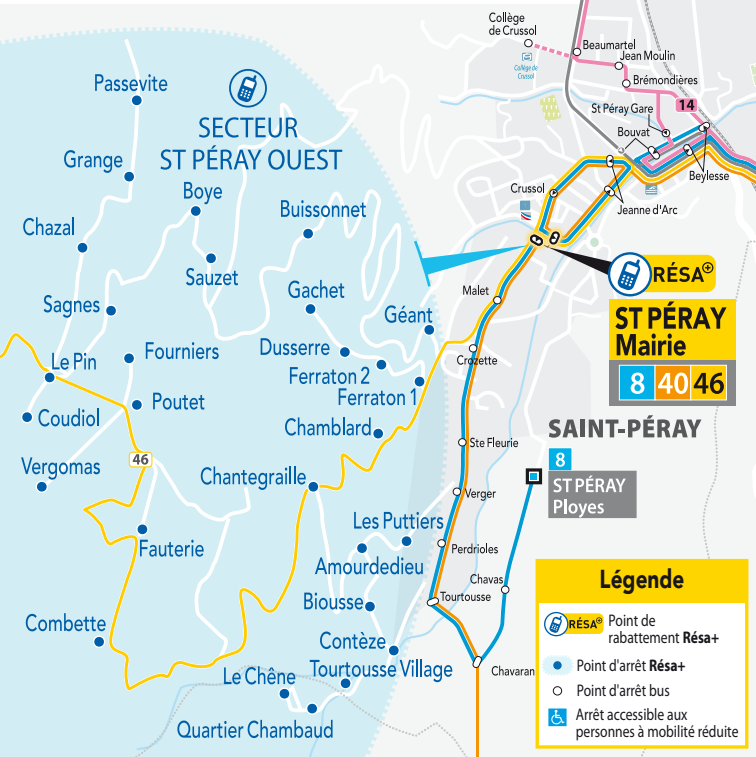 Collège
de Crussol
Collège de
Crussol
Beaumartel
Jean Moulin
Brémondières
St Péray Gare
14
Bouvat
Beylesse
Jeanne d'Arc
Crussol
Passevite
SECTEUR
ST PÉRAY OUEST
Grange
Boye
Buissonnet
Chazal
Sauzet
RÉSA+
ST PÉRAY
Mairie
8 40 46
Malet
Gachet
Sagnes
Géant
Dusserre
Fourniers
Le Pin
Crozette
Ferraton 2
Ferraton 1
Poutet
Coudiol
Chamblard
SAINT-PÉRAY
8
ST PÉRAY
Ployes
Ste Fleurie
46
Vergomas
Chantegraille
Verger
Les Puttiers
Fauterie
Perdrioles
Amourdedieu
Chavas
Biousse
Tourtousse
Combette
Contèze
Chavaran
Tourtousse Village
Le Chêne
Quartier Chambaud
Légende
RÉSA+ Point de
rabattement Résa+
Point d'arrêt Résa+
Point d'arrêt bus
Arrêt accessible aux
personnes à mobilité réduite